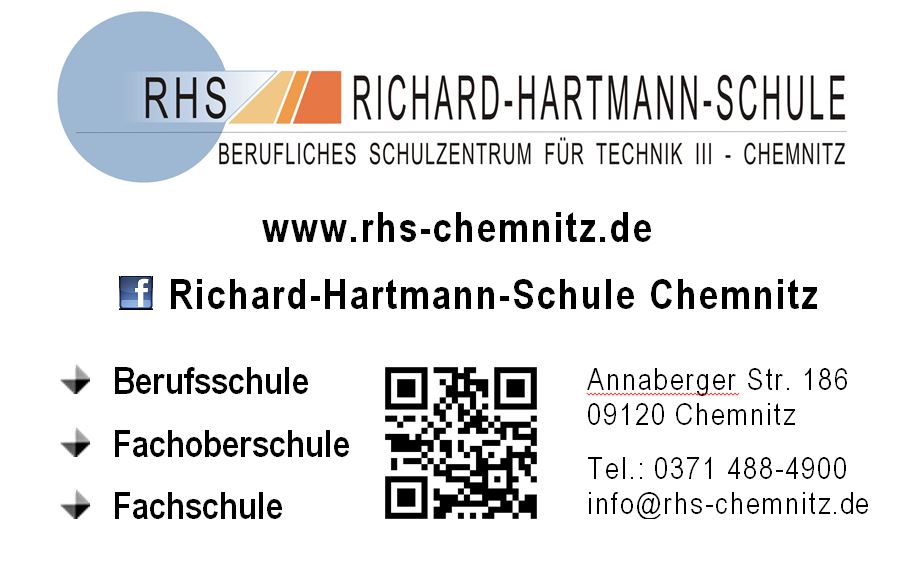 RHS RICHARD-HARTMANN-SCHULE
BERUFLICHES SCHULZENTRUM FÜR TECHNIK III - CHEMNITZ
www.rhs-chemnitz.de
f Richard-Hartmann-Schule Chemnitz
Berufsschule
Fachoberschule
Fachschule
Annaberger Str. 186
09120 Chemnitz
Tel.: 0371 488-4900
info@rhs-chemnitz.de